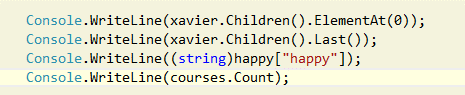 Console.WriteLine(xavier.Children().ElementAt(0));
Console.WriteLine(xavier.Children().Last());
Console.WriteLine((string)happy["happy"]);
Console.WriteLine(courses.Count);